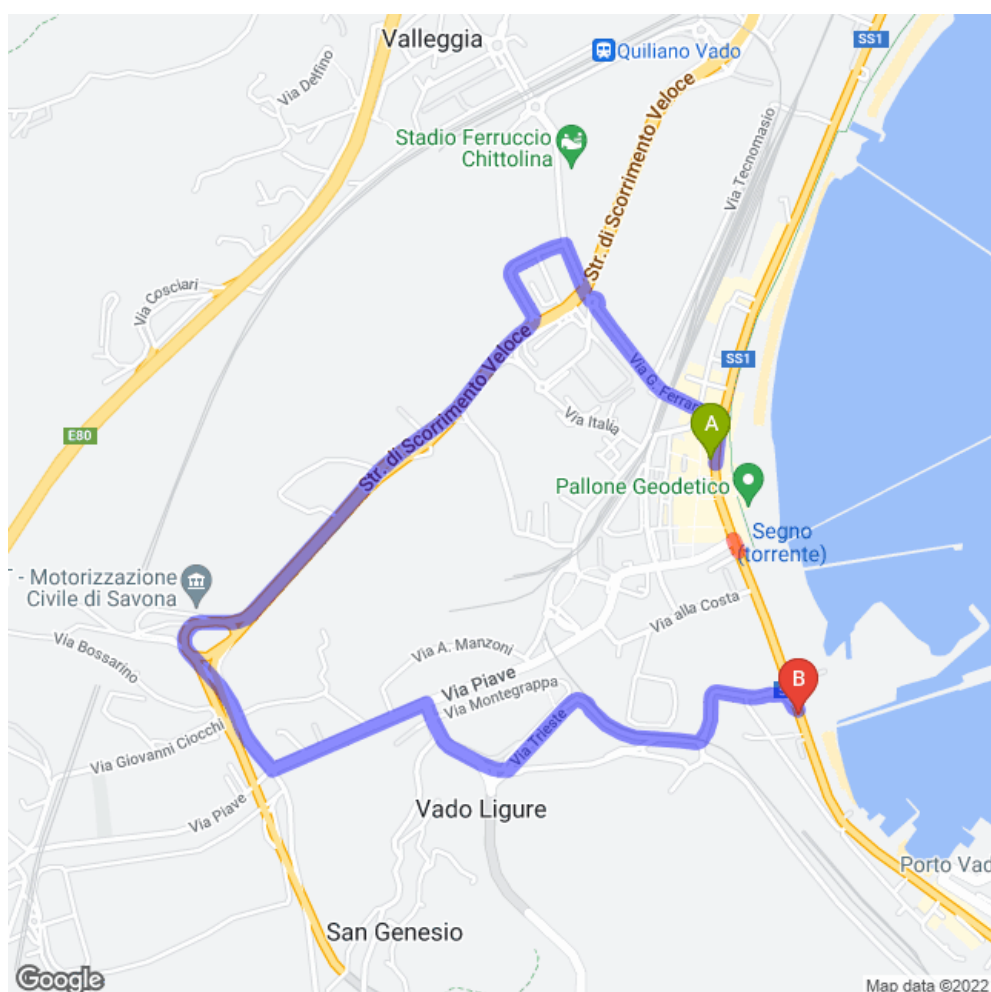 Valleggia
SS1
Quiliano Vado
Via Delfino
Stadio Ferruccio
Chittolina
Str. di Scorrimento Veloce
Via Tecnomasio
Via Cosciari
SS1
Str. di Scorrimento Veloce
Via G. Ferrari
A
Via Italia
E80
Pallone Geodetico
Segno
(torrente)
T - Motorizzazione
Civile di Savona
Via alla Costa
Via Bossarino
Via A. Manzoni
B
Via Piave
Via Montegrappa
Via Trieste
Via Giovanni Ciocchi
Via Piave
Vado Ligure
Porto Vad
San Genesio
Google
Map data ©2022